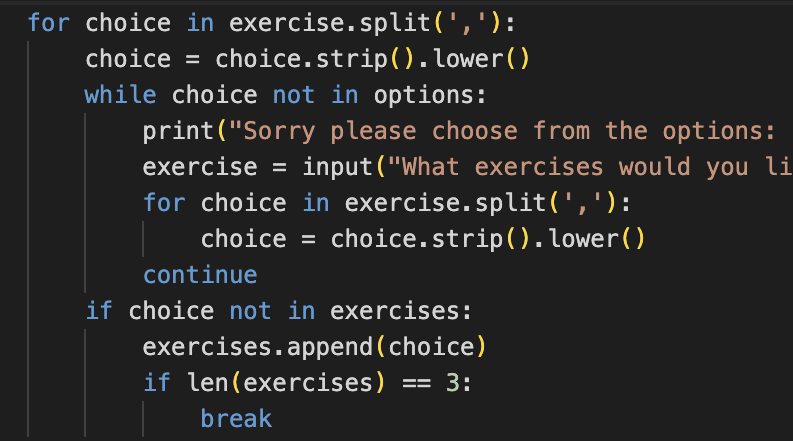 for choice in exercise.split(','):
    choice = choice.strip().lower()
    while choice not in options:
        print("Sorry please choose from the options:
        exercise = input("What exercises would you
        for choice in exercise.split(','):
            choice = choice.strip().lower()
        continue
    if choice not in exercises:
        exercises.append(choice)
        if len(exercises) == 3:
            break